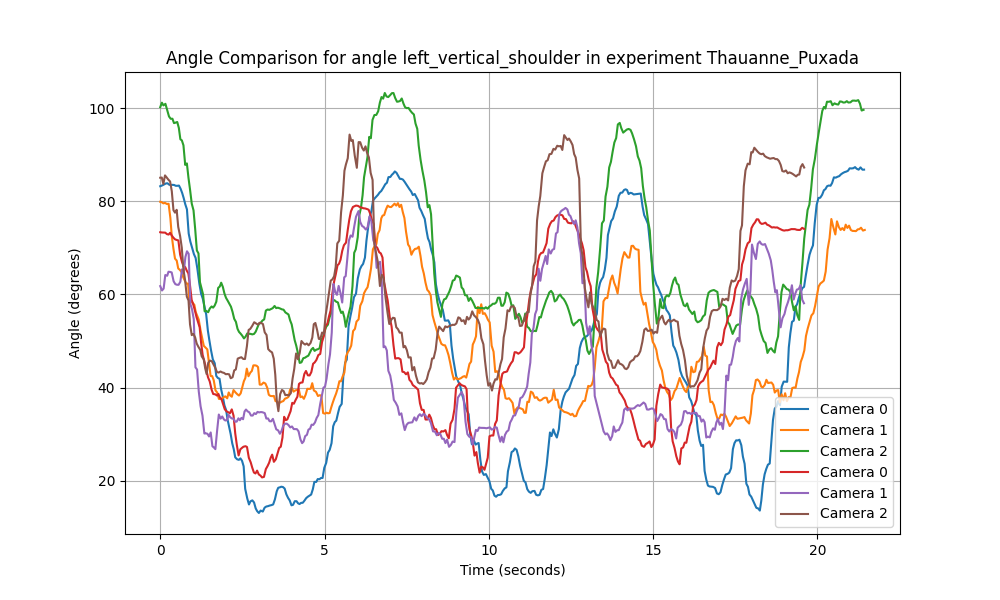 Angle Comparison for angle left_vertical_shoulder in experiment Thauanne_Puxada
Angle (degrees)
100
80
60
40
20
0
5
10
15
20
Time (seconds)
Camera 0
Camera 1
Camera 2
Camera 0
Camera 1
Camera 2